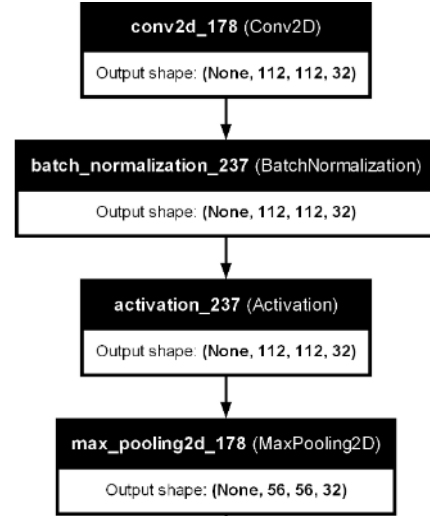 conv2d_178 (Conv2D)
Output shape: (None, 112, 112, 32)
batch_normalization_237 (BatchNormalization)
Output shape: (None, 112, 112, 32)
activation_237 (Activation)
Output shape: (None, 112, 112, 32)
max_pooling2d_178 (MaxPooling2D)
Output shape: (None, 56, 56, 32)